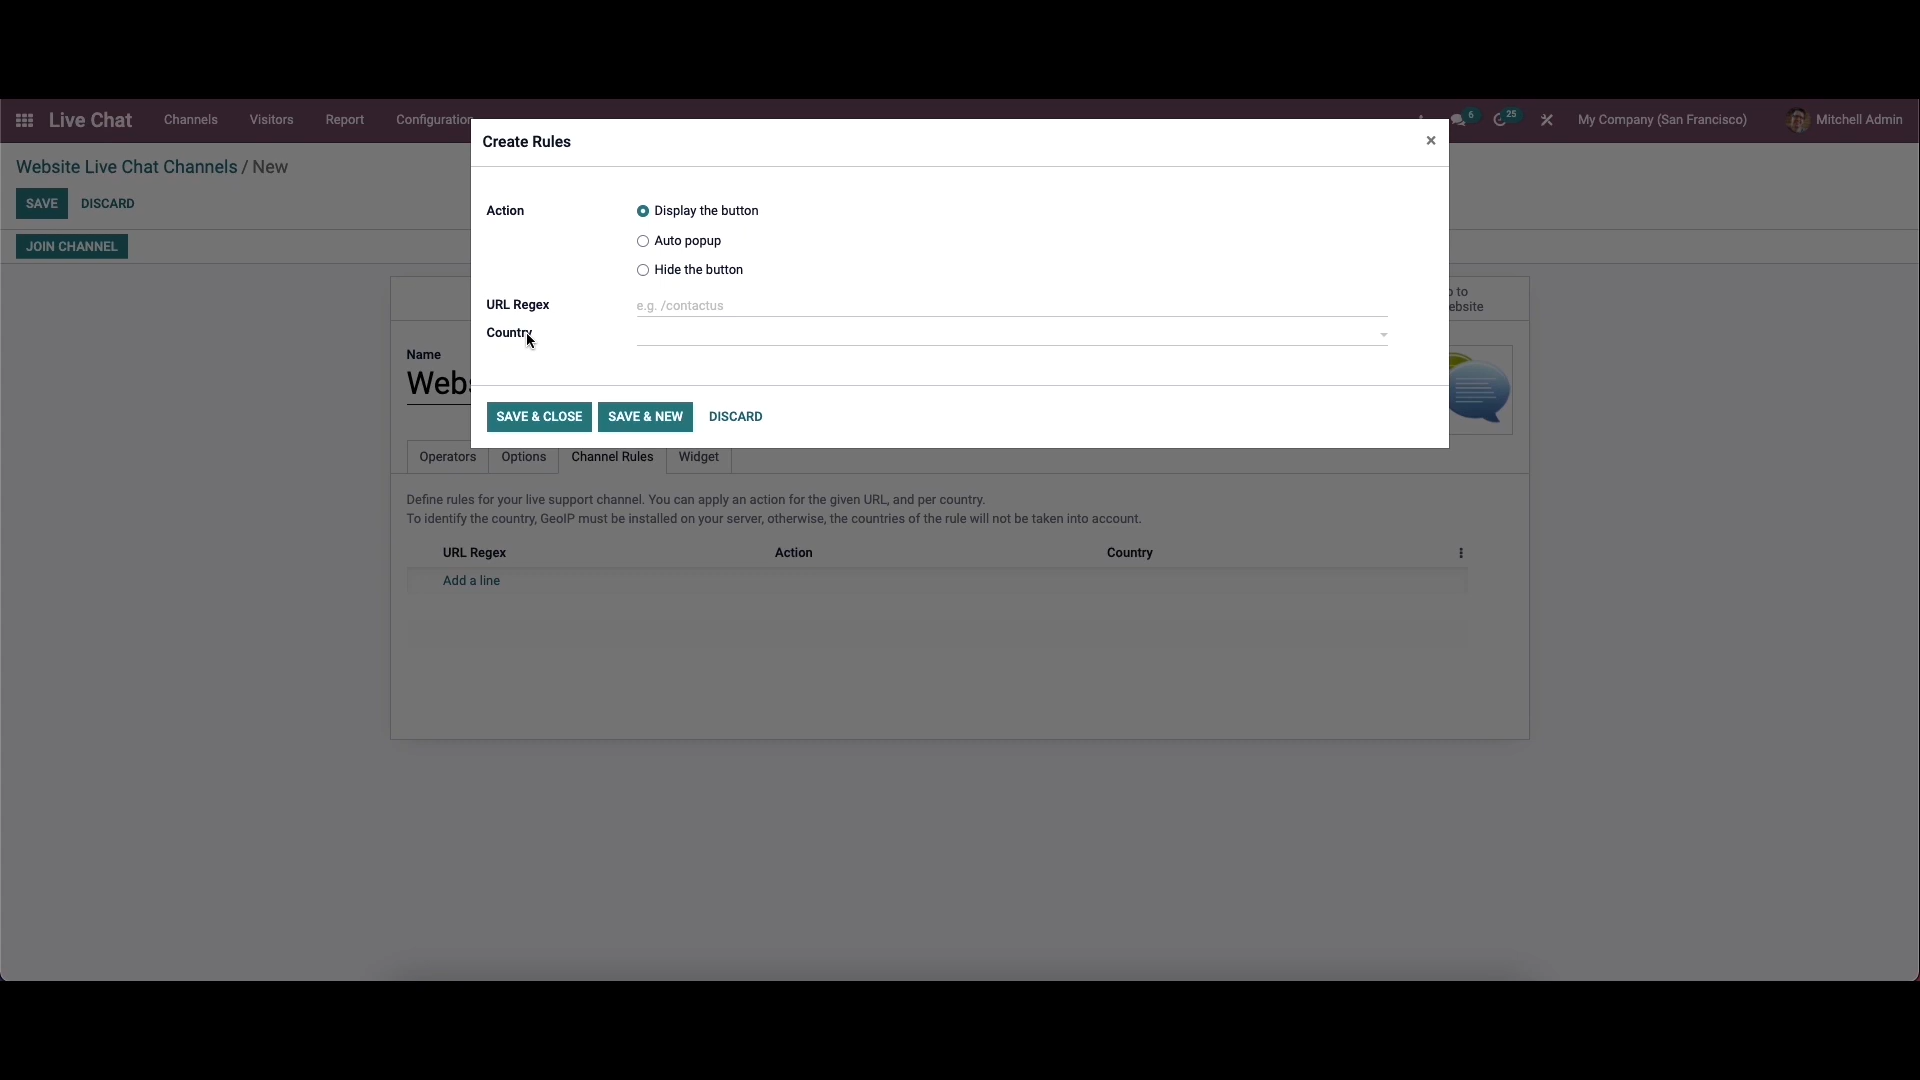 Live Chat Channels Visitors Report Configuration 6 25 My Company (San Francisco) Mitchell Admin
Create Rules ×
Website Live Chat Channels / New
SAVE DISCARD
JOIN CHANNEL
Action Display the button
Auto popup
Hide the button
URL Regex e.g. /contactus
Country
SAVE & CLOSE SAVE & NEW DISCARD
to
ebsite
Name
Webs
Operators Options Channel Rules Widget
Define rules for your live support channel. You can apply an action for the given URL, and per country.
To identify the country, GeoIP must be installed on your server, otherwise, the countries of the rule will not be taken into account.
URL Regex Action Country
Add a line